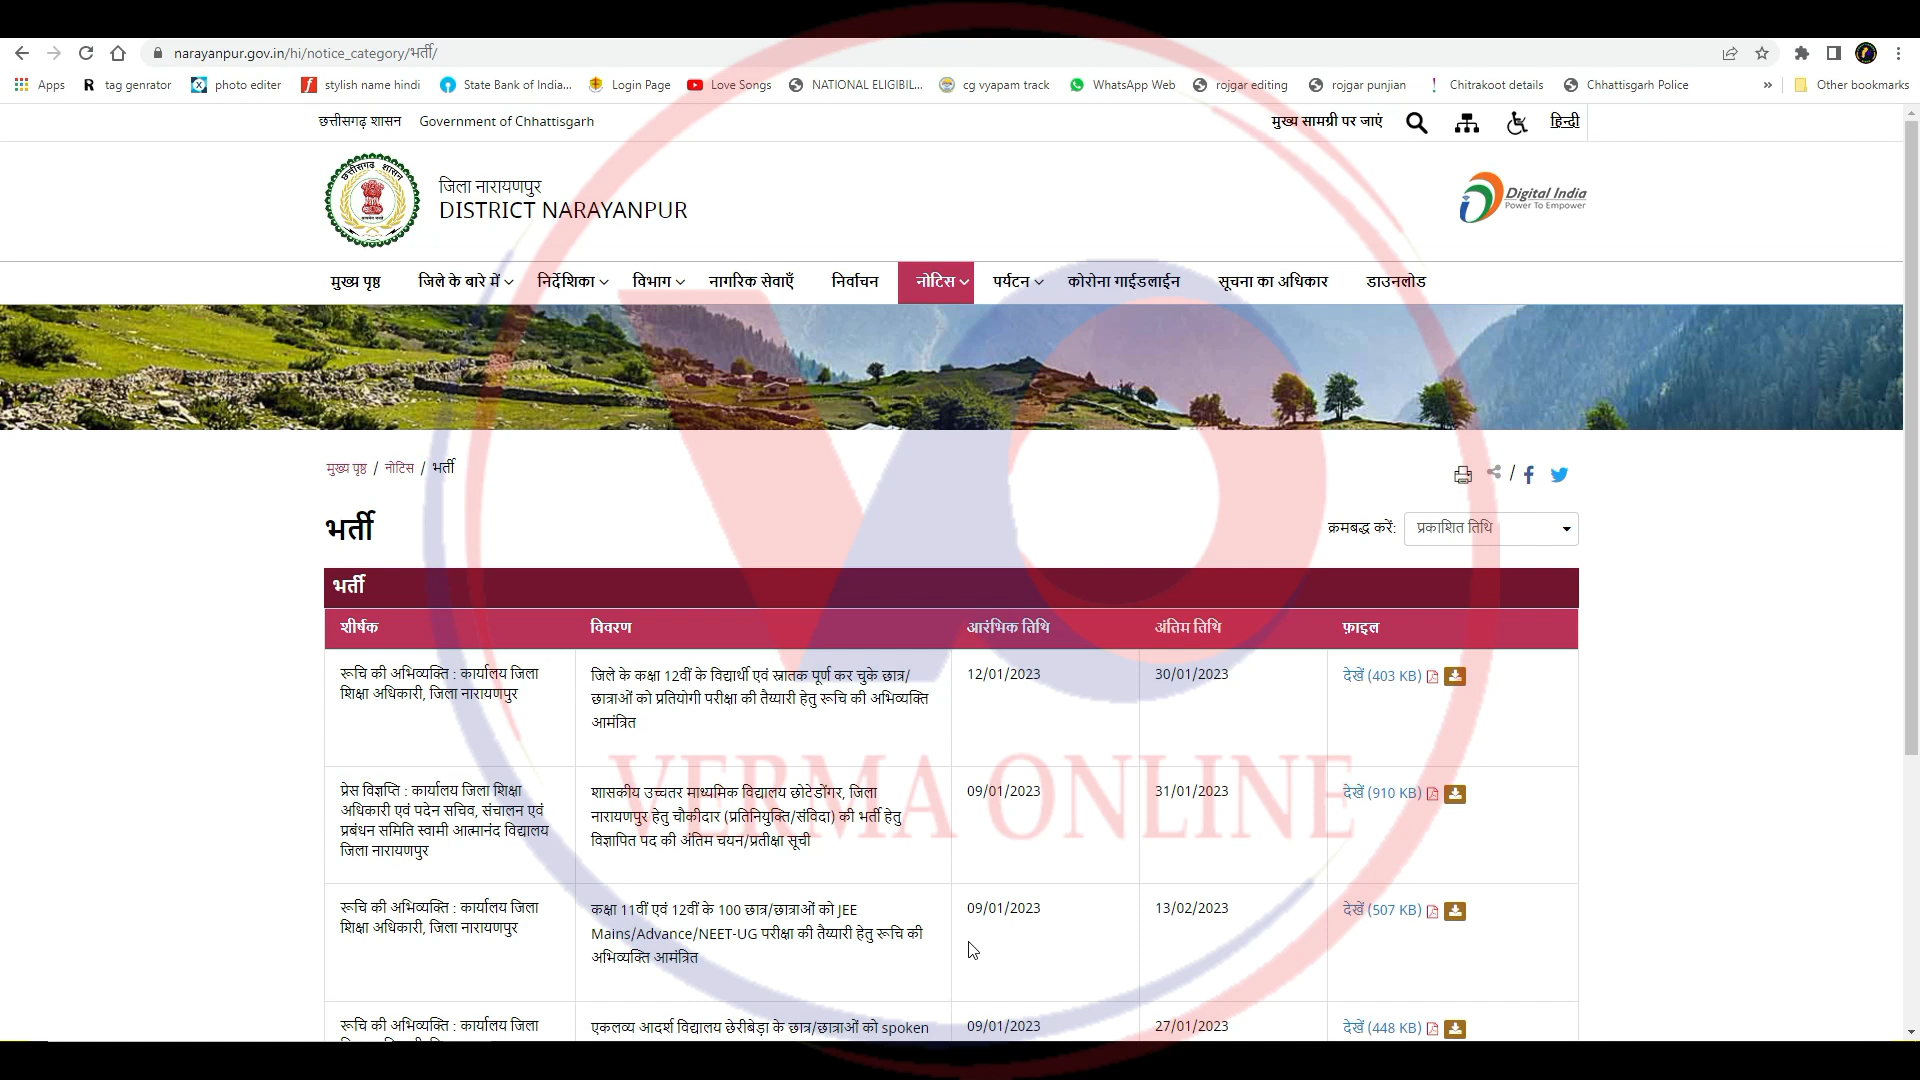 narayanpur.gov.in/hi/notice_category/भर्ती/
Apps tag genrator photo editer stylish name hindi State Bank of India... Login Page Love Songs NATIONAL ELIGIBIL... cg vyapam track WhatsApp Web rojgar editing rojgar punjian Chitrakoot details Chhattisgarh Police » Other bookmarks
छत्तीसगढ़ शासन Government of Chhattisgarh मुख्य सामग्री पर जाएं हिन्दी
छत्तीसगढ़ शासन
जिला नारायणपुर
DISTRICT NARAYANPUR
Digital India
Power To Empower
मुख्य पृष्ठ जिले के बारे में निर्देशिका विभाग नागरिक सेवाएँ निर्वाचन नोटिस पर्यटन कोरोना गाईडलाईन सूचना का अधिकार डाउनलोड
मुख्य पृष्ठ / नोटिस / भर्ती
भर्ती
क्रमबद्ध करें: प्रकाशित तिथि
भर्ती
शीर्षक विवरण आरंभिक तिथि अंतिम तिथि फ़ाइल
रूचि की अभिव्यक्ति : कार्यालय जिला
शिक्षा अधिकारी, जिला नारायणपुर
जिले के कक्षा 12वीं के विद्यार्थी एवं स्नातक पूर्ण कर चुके छात्र/
छात्राओं को प्रतियोगी परीक्षा की तैय्यारी हेतु रूचि की अभिव्यक्ति
आमंत्रित
12/01/2023 30/01/2023 देखें (403 KB)
प्रेस विज्ञप्ति : कार्यालय जिला शिक्षा
अधिकारी एवं पदेन सचिव, संचालन एवं
प्रबंधन समिति स्वामी आत्मानंद विद्यालय
जिला नारायणपुर
शासकीय उच्चतर माध्यमिक विद्यालय छोटेडोंगर, जिला
नारायणपुर हेतु चौकीदार (प्रतिनियुक्ति/संविदा) की भर्ती हेतु
विज्ञापित पद की अंतिम चयन/प्रतीक्षा सूची
09/01/2023 31/01/2023 देखें (910 KB)
VERMA ONLINE
रूचि की अभिव्यक्ति : कार्यालय जिला
शिक्षा अधिकारी, जिला नारायणपुर
कक्षा 11वीं एवं 12वीं के 100 छात्र/छात्राओं को JEE
Mains/Advance/NEET-UG परीक्षा की तैय्यारी हेतु रूचि की
अभिव्यक्ति आमंत्रित
09/01/2023 13/02/2023 देखें (507 KB)
रूचि की अभिव्यक्ति : कार्यालय जिला
एकलव्य आदर्श विद्यालय छेरीबेड़ा के छात्र/छात्राओं को spoken
09/01/2023 27/01/2023 देखें (448 KB)